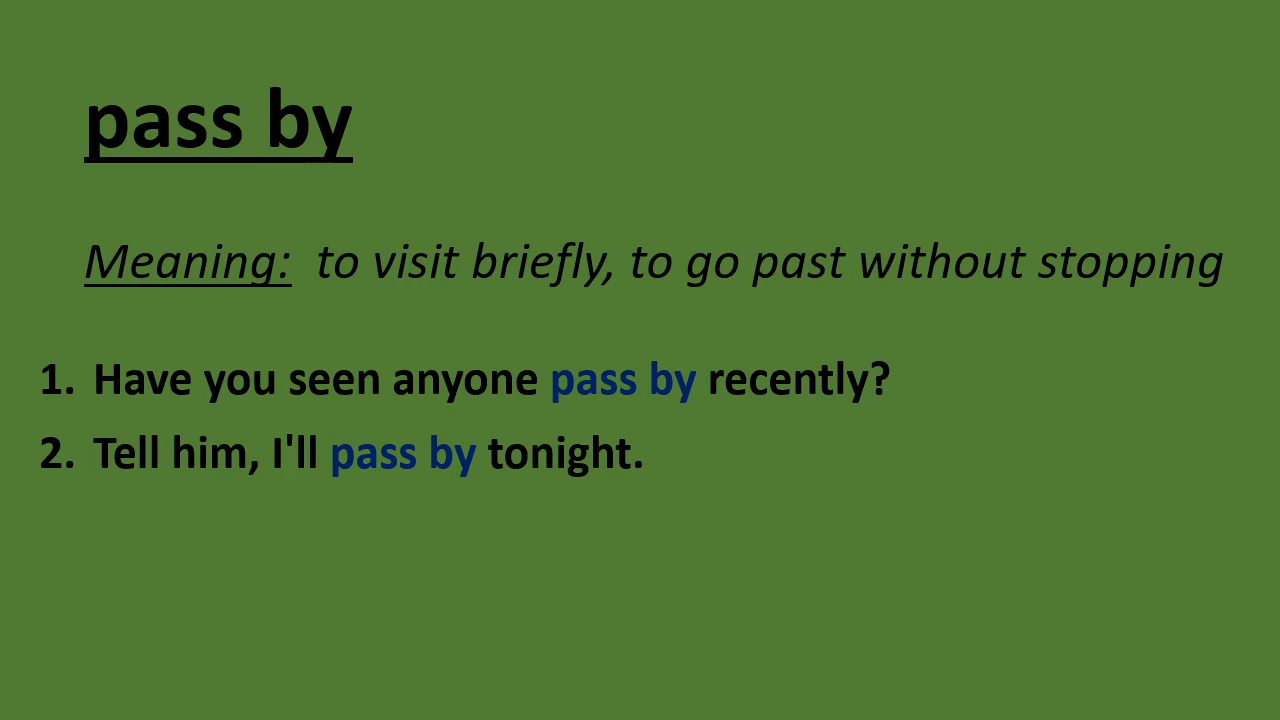 pass by
Meaning: to visit briefly, to go past without stopping
1. Have you seen anyone pass by recently?
2. Tell him, I'll pass by tonight.